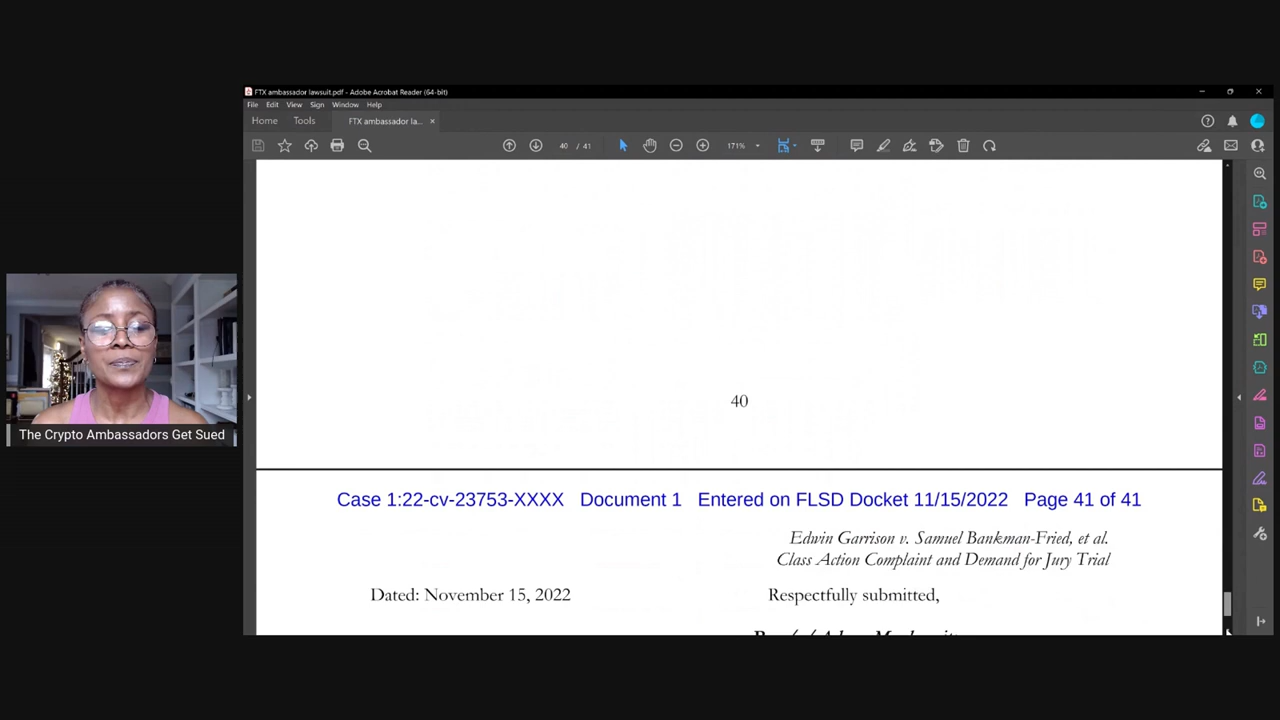 FTX ambassador lawsuit.pdf - Adobe Acrobat Reader (64-bit)
File Edit View Sign Window Help
Home Tools FTX ambassador la... ×
40 / 41 171%
40
Case 1:22-cv-23753-XXXX Document 1 Entered on FLSD Docket 11/15/2022 Page 41 of 41
Edwin Garrison v. Samuel Bankman-Fried, et al.
Class Action Complaint and Demand for Jury Trial
Dated: November 15, 2022 Respectfully submitted,
The Crypto Ambassadors Get Sued